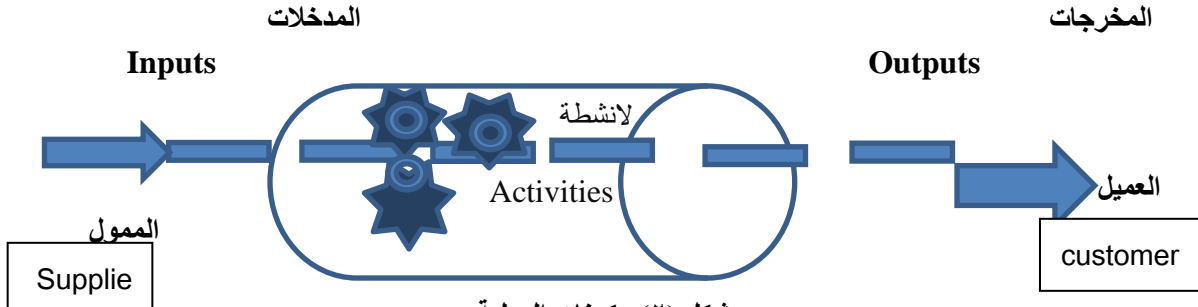 المدخلات
المخرجات
Inputs
Outputs
لانشطة
Activities
العميل
الممول
Supplie
customer